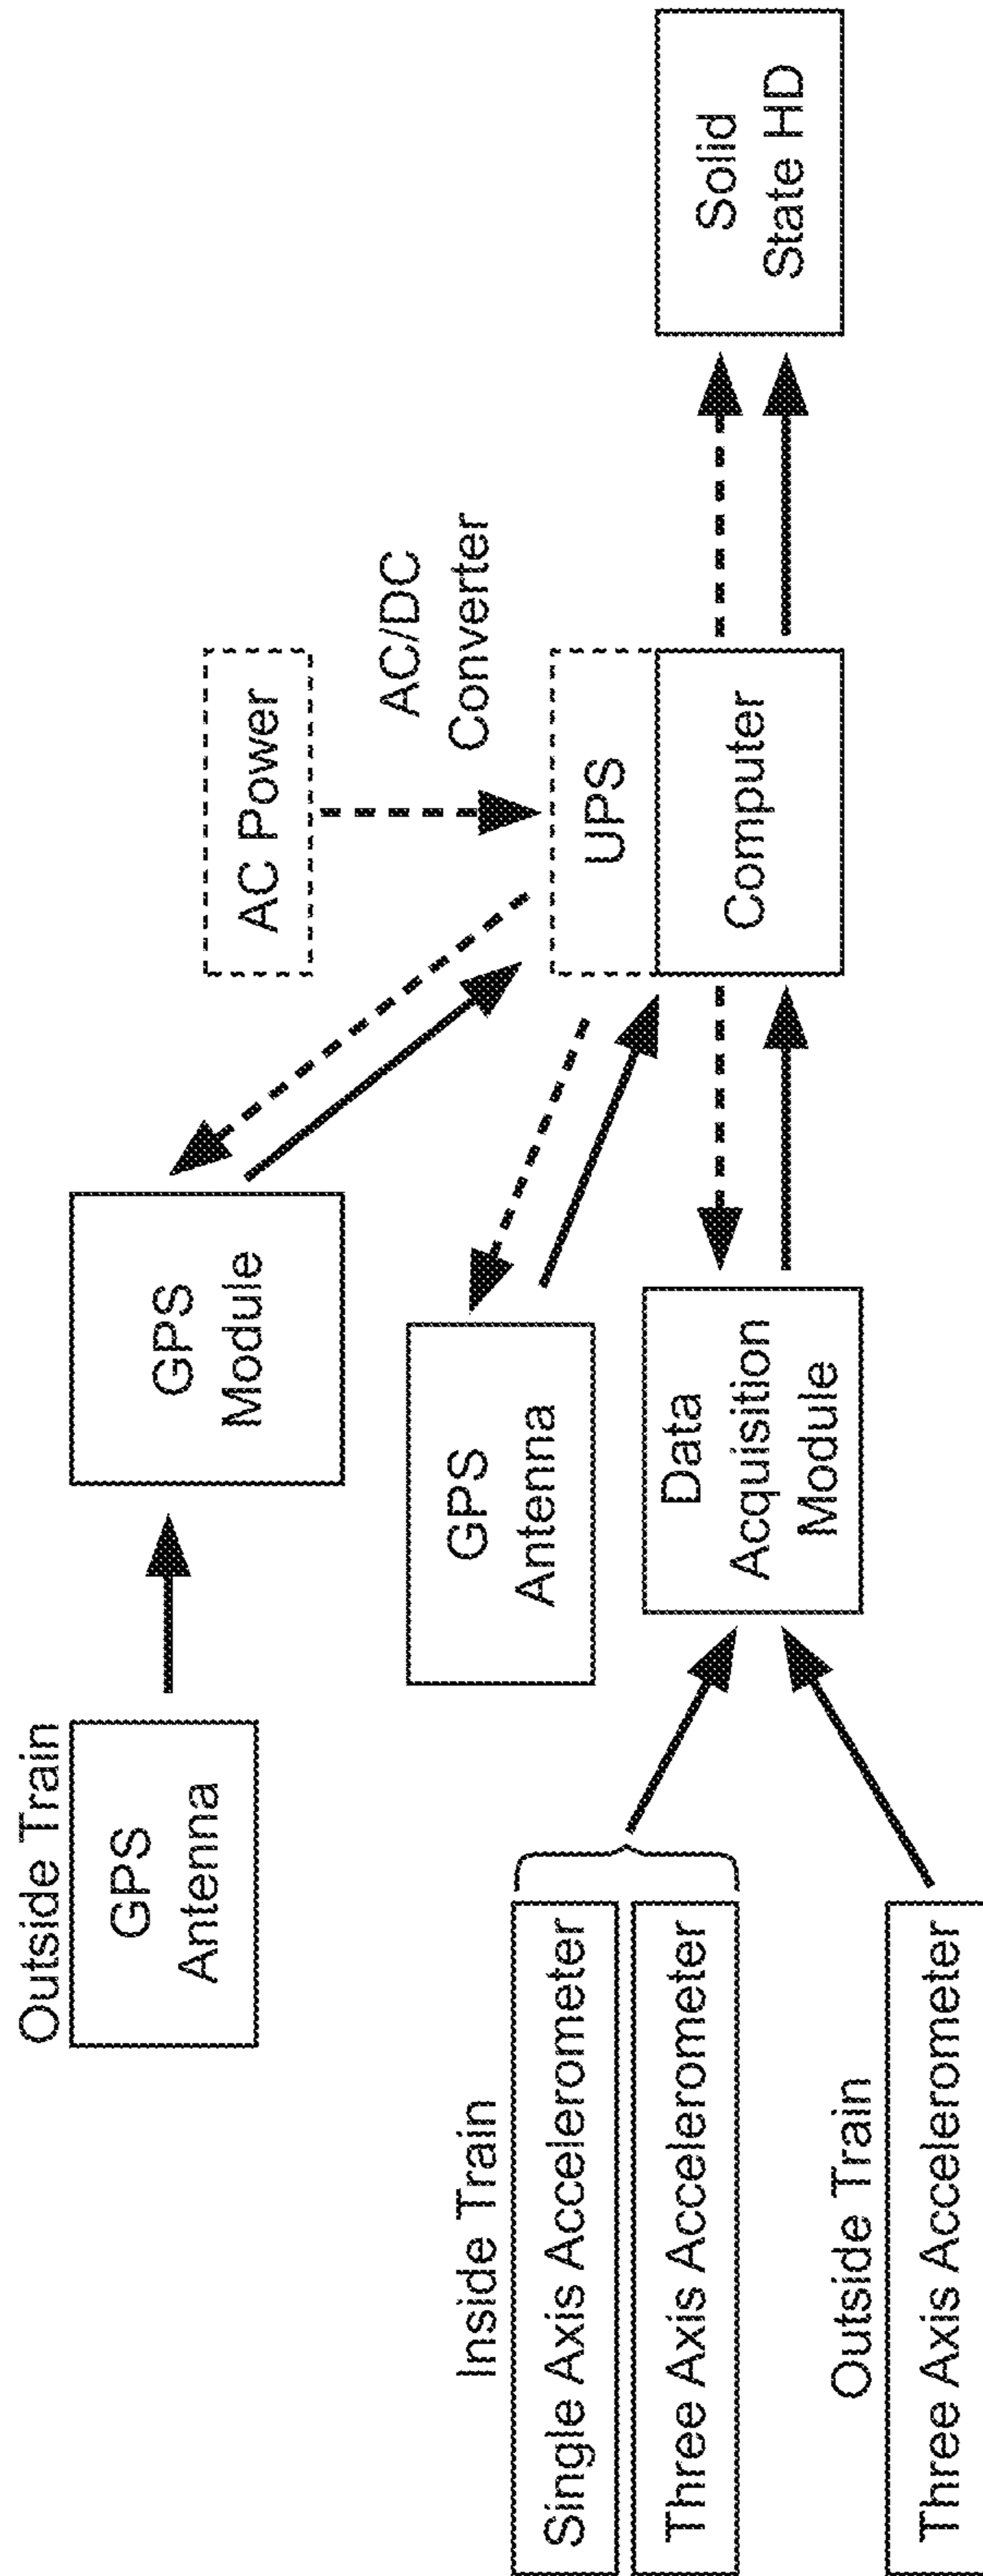 Outside Train
GPS
Antenna
GPS
Module
AC Power
AC/DC
Converter
Inside Train
Single Axis Accelerometer
Three Axis Accelerometer
GPS
Antenna
Data
Acquisition
Module
UPS
Computer
Solid
State HD
Outside Train
Three Axis Accelerometer